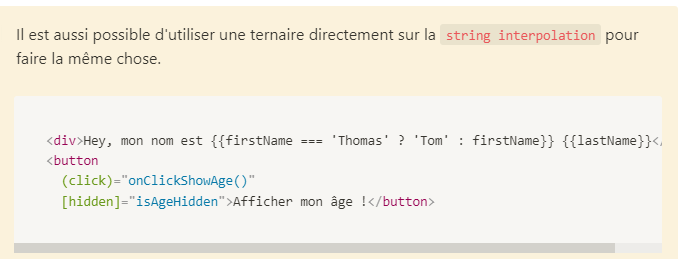 Il est aussi possible d'utiliser une ternaire directement sur la string interpolation pour
faire la même chose.
<div>Hey, mon nom est {{firstName === 'Thomas' ? 'Tom' : firstName}} {{lastName}}</
<button
(click)="onClickShowAge()"
[hidden]="isAgeHidden">Afficher mon âge !</button>